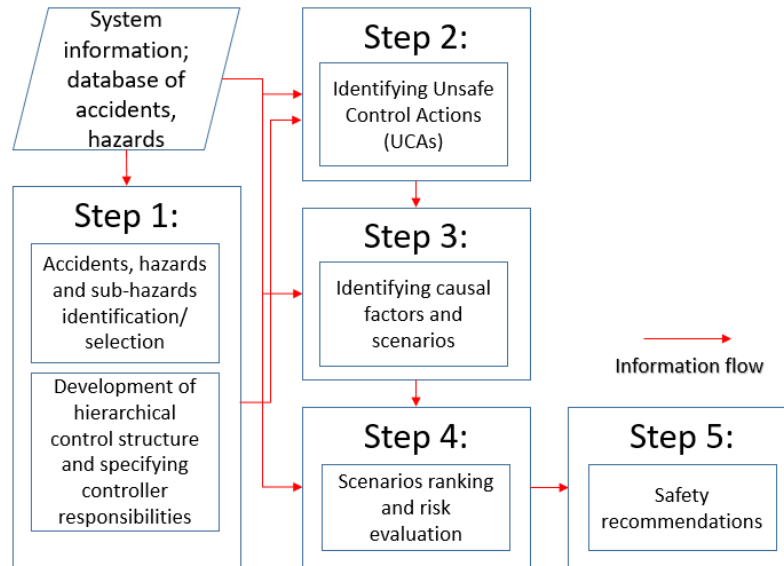 System
information;
database of
accidents,
hazards
Step 1:
Accidents, hazards
and sub-hazards
identification/
selection
Development of
hierarchical
control structure
and specifying
controller
responsibilities
Step 2:
Identifying Unsafe
Control Actions
(UCAs)
Step 3:
Identifying causal
factors and
scenarios
Step 4:
Scenarios ranking
and risk
evaluation
Information flow
Step 5:
Safety
recommendations